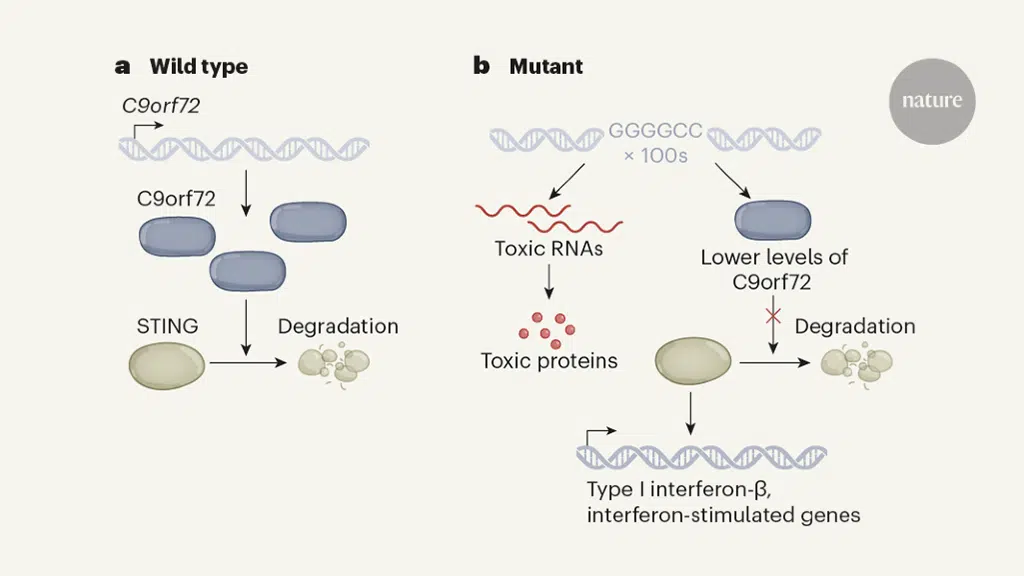 a Wild type
C9orf72
C9orf72
STING
Degradation
b Mutant
nature
GGGGCC
× 100s
Toxic RNAs
Toxic proteins
Lower levels of
C9orf72
Degradation
Type I interferon-β,
interferon-stimulated genes